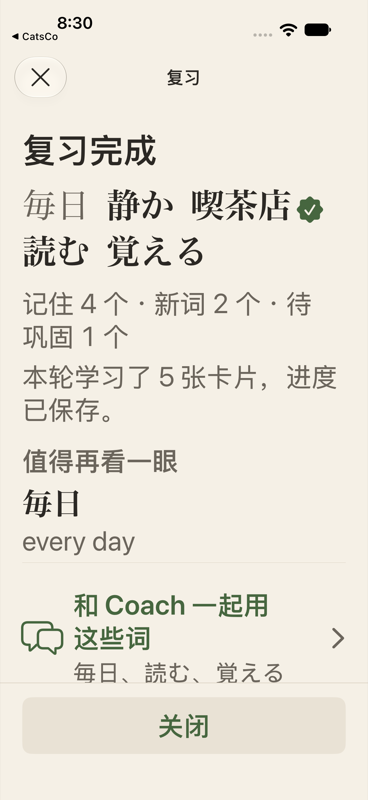 8:30
◀ CatsCo
复习
复习完成
毎日 静か 喫茶店
読む 覚える
记住 4 个 · 新词 2 个 · 待
巩固 1 个
本轮学习了 5 张卡片，进度
已保存。
值得再看一眼
毎日
every day
和 Coach 一起用
这些词
毎日、読む、覚える
关闭